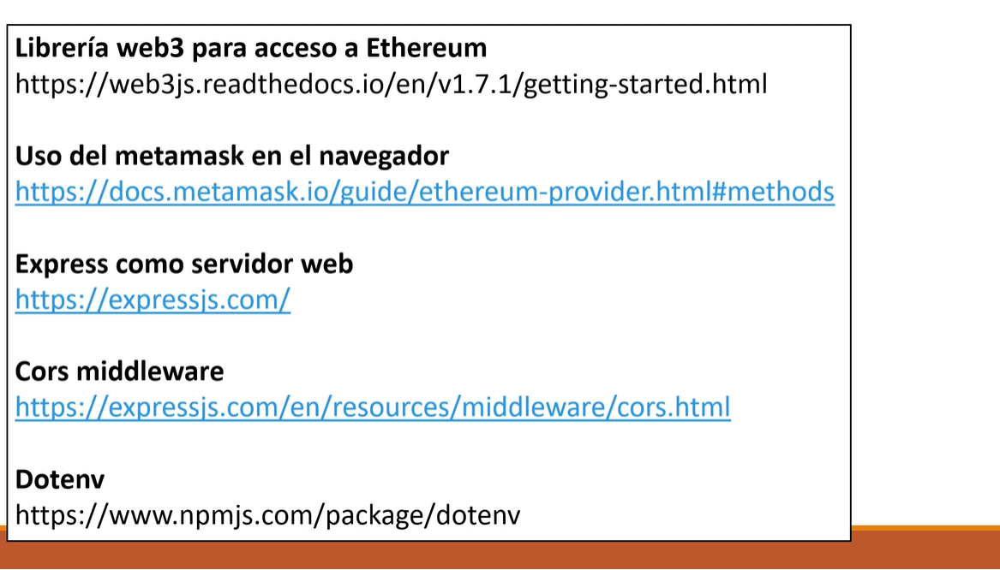 Librería web3 para acceso a Ethereum
https://web3js.readthedocs.io/en/v1.7.1/getting-started.html
Uso del metamask en el navegador
https://docs.metamask.io/guide/ethereum-provider.html#methods
Express como servidor web
https://expressjs.com/
Cors middleware
https://expressjs.com/en/resources/middleware/cors.html
Dotenv
https://www.npmjs.com/package/dotenv